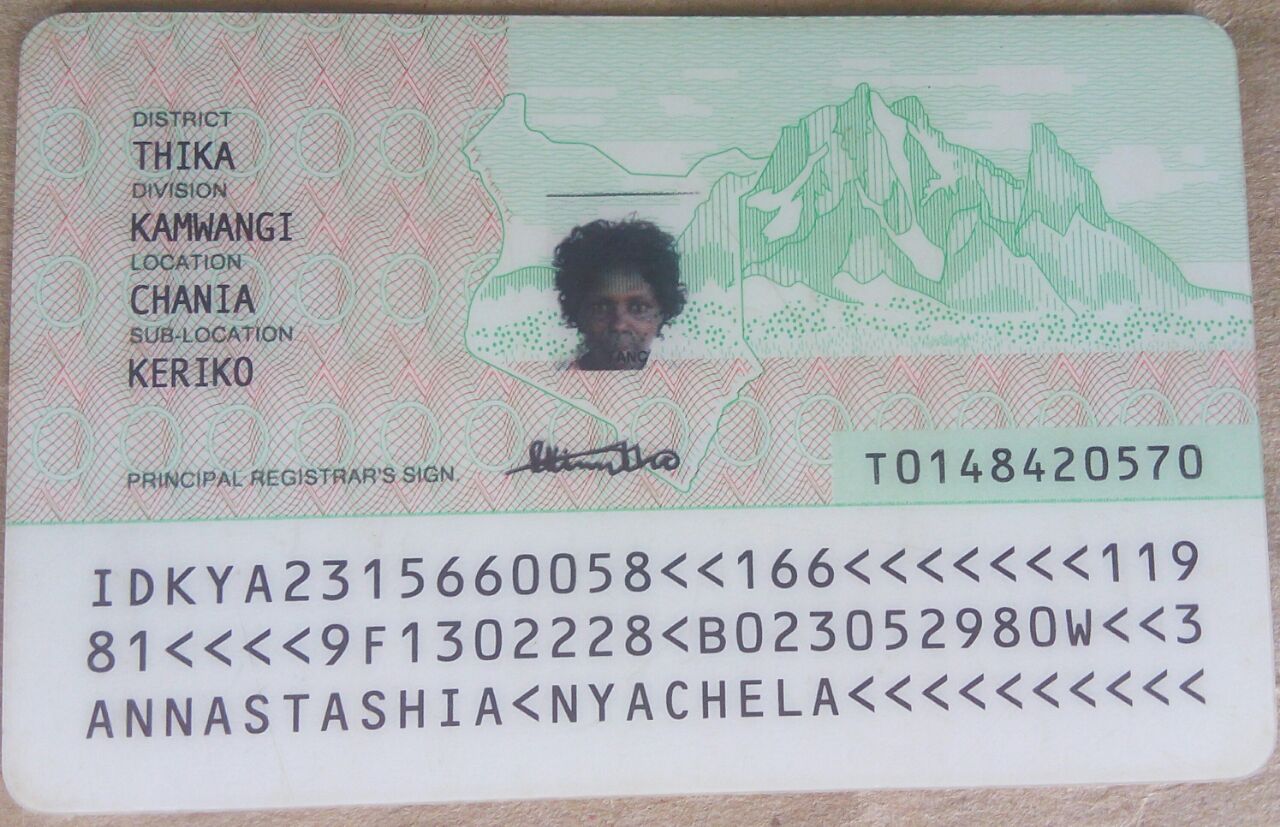 DISTRICT
THIKA
DIVISION
KAMWANGI
LOCATION
CHANIA
SUB-LOCATION
KERIKO
PRINCIPAL REGISTRAR'S SIGN.
T0148420570
IDKYA2315660058<<166<<<<<<<119
81<<<<9F1302228<B023052980W<<3
ANNASTASHIA<NYACHELA<<<<<<<<<<